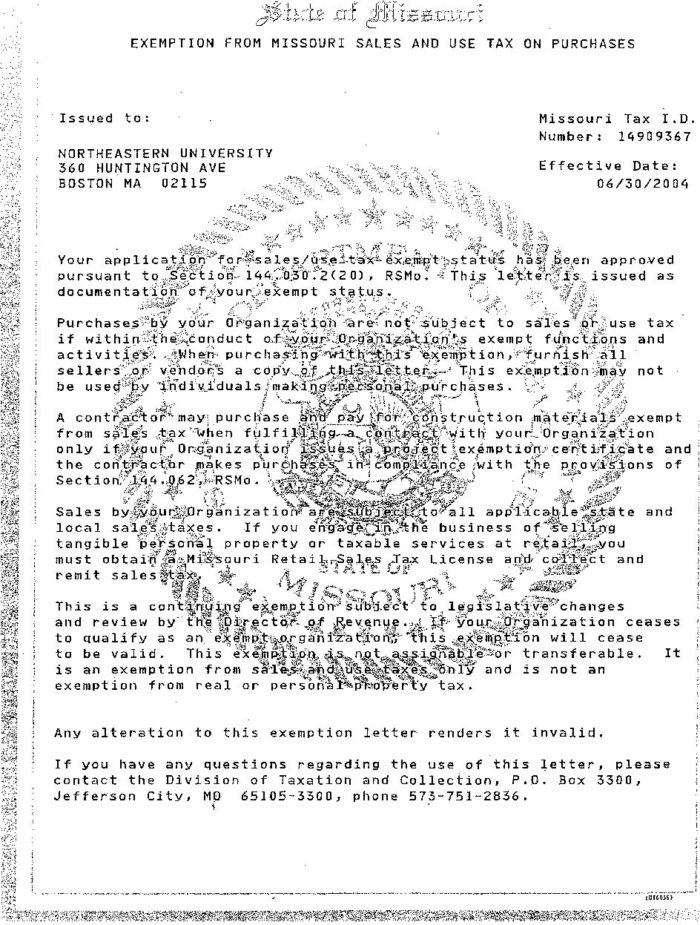 State of Missouri
EXEMPTION FROM MISSOURI SALES AND USE TAX ON PURCHASES
Issued to:
Missouri Tax I.D.
Number: 14909367
NORTHEASTERN UNIVERSITY
360 HUNTINGTON AVE
BOSTON MA 02115
Effective Date:
06/30/2004
Your application for sales/use tax exempt status has been approved
pursuant to Section 144.030.2(20), RSMo. This letter is issued as
documentation of your exempt status.
Purchases by your Organization are not subject to sales or use tax
if within the conduct of your Organization's exempt functions and
activities. When purchasing with this exemption, furnish all
sellers or vendors a copy of this letter. This exemption may not
be used by individuals making personal purchases.
A contractor may purchase and pay for construction materials exempt
from sales tax when fulfilling a contract with your Organization
only if your Organization issues a project exemption certificate and
the contractor makes purchases in compliance with the provisions of
Section 144.062, RSMo.
Sales by your Organization are subject to all applicable state and
local sales taxes. If you engage in the business of selling
tangible personal property or taxable services at retail, you
must obtain a Missouri Retail Sales Tax License and collect and
remit sales tax.
STATE OF
MISSOURI
This is a continuing exemption subject to legislative changes
and review by the Director of Revenue. If your Organization ceases
to qualify as an exempt organization, this exemption will cease
to be valid. This exemption is not assignable or transferable. It
is an exemption from sales and use taxes only and is not an
exemption from real or personal property tax.
Any alteration to this exemption letter renders it invalid.
If you have any questions regarding the use of this letter, please
contact the Division of Taxation and Collection, P.O. Box 3300,
Jefferson City, MO 65105-3300, phone 573-751-2836.